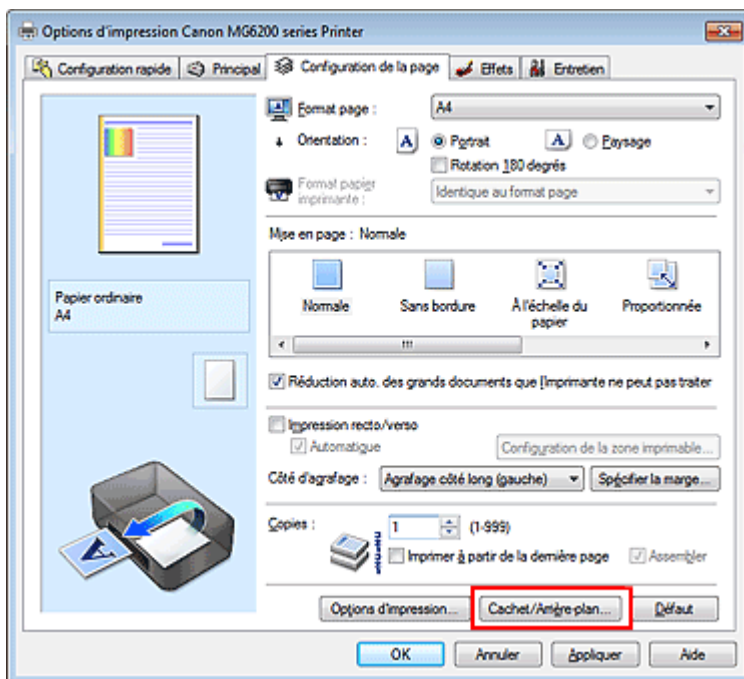 Options d'impression Canon MG6200 series Printer
Configuration rapide
Principal
Configuration de la page
Effets
Entretien
Format page :
A4
Orientation :
A
Portrait
A
Paysage
Rotation 180 degrés
Format papier
imprimante :
Identique au format page
Mise en page : Normale
Normale
Sans bordure
À l'échelle du
papier
Proportionnée
Papier ordinaire
A4
Réduction auto. des grands documents que l'imprimante ne peut pas traiter
Impression recto/verso
Automatique
Configuration de la zone imprimable...
Côté d'agrafage :
Agrafage côté long (gauche)
Spécifier la marge...
Copies :
1
(1-999)
Imprimer à partir de la dernière page
Assembler
A
Options d'impression...
Cachet/Arrière-plan...
Défaut
OK
Annuler
Appliquer
Aide